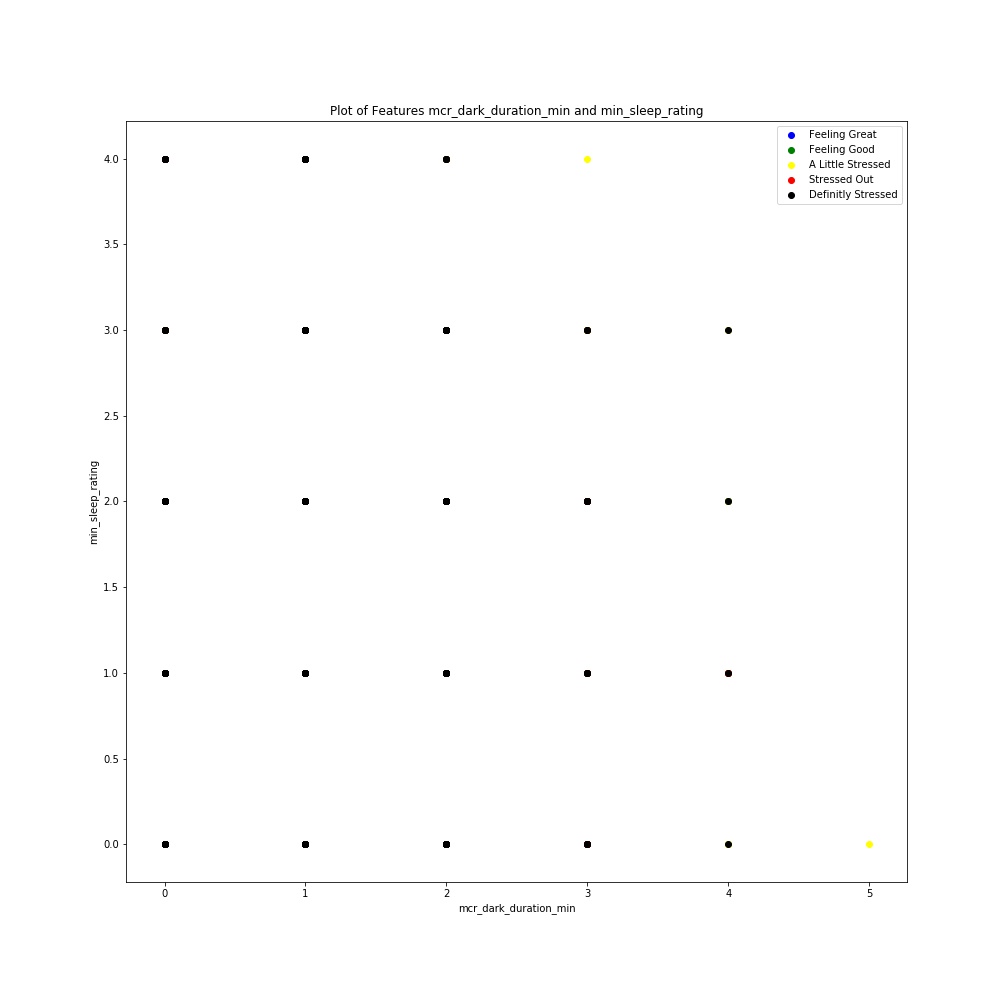 Plot of Features mcr_dark_duration_min and min_sleep_rating
Feeling Great
Feeling Good
A Little Stressed
Stressed Out
Definitly Stressed
4.0
3.5
3.0
2.5
2.0
1.5
1.0
0.5
0.0
min_sleep_rating
0 1 2 3 4 5
mcr_dark_duration_min